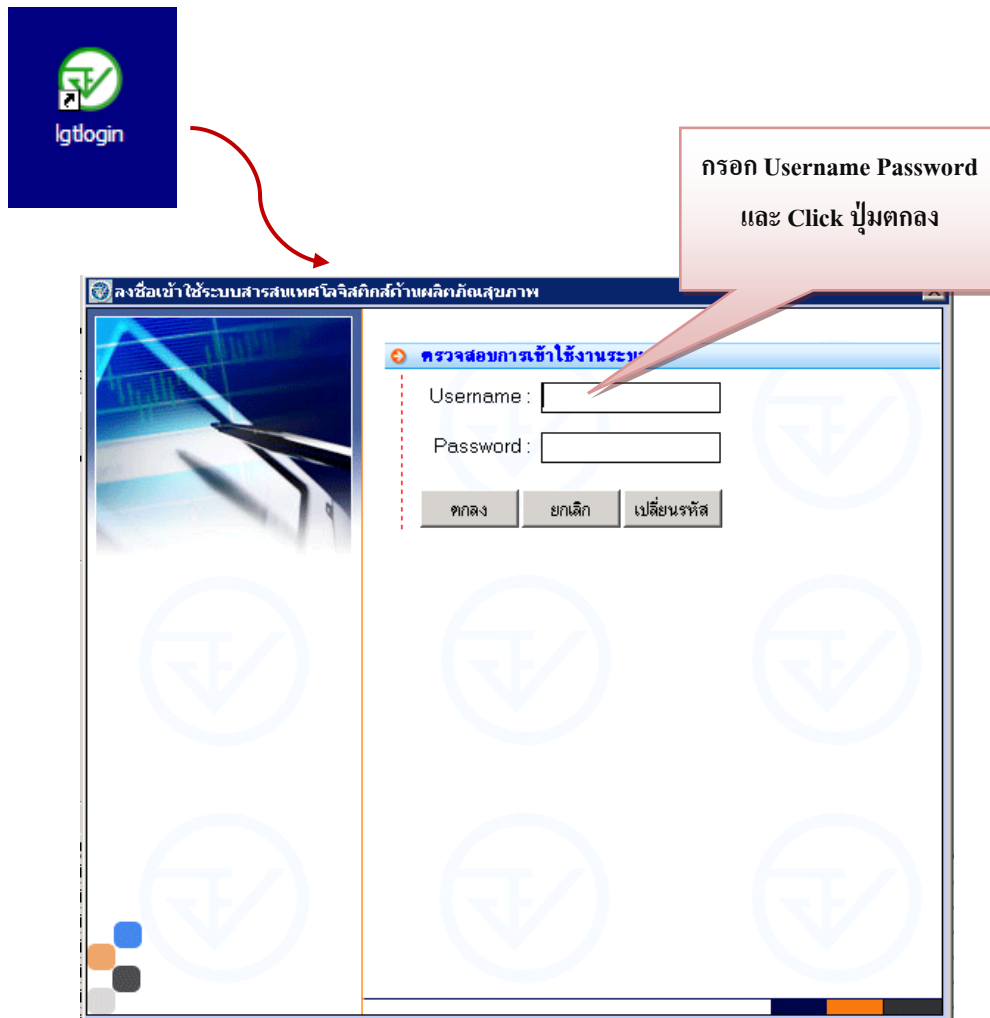 lgtlogin
กรอก Username Password
และ Click ปุ่มตกลง
ลงชื่อเข้าใช้ระบบสารสนเทศโลจิสติกส์ด้านผลิตภัณสุขภาพ
ตรวจสอบการเข้าใช้งานระบ
Username :
Password :
ตกลง ยกเลิก เปลี่ยนรหัส